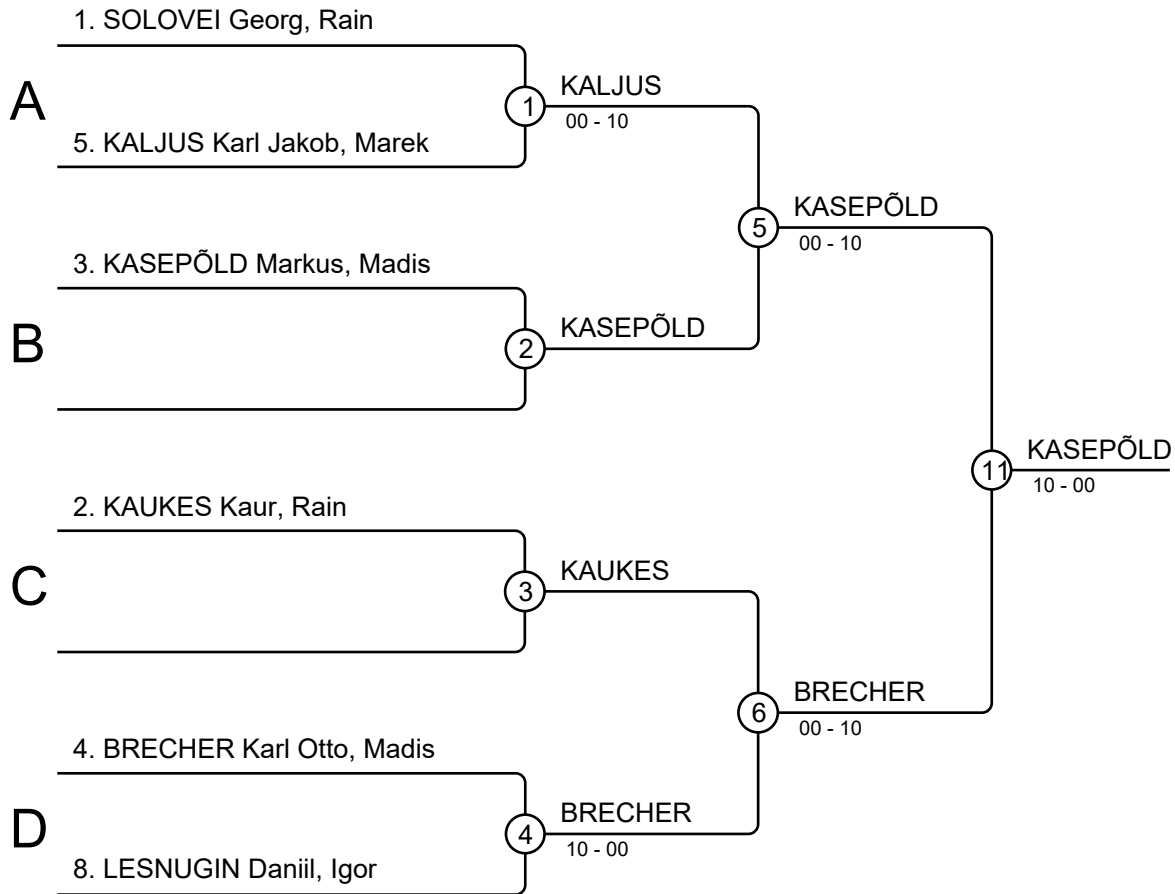 1. SOLOVEI Georg, Rain
A
1
KALJUS
00 - 10
5. KALJUS Karl Jakob, Marek
5
KASEPÕLD
00 - 10
3. KASEPÕLD Markus, Madis
B
2
KASEPÕLD
11
KASEPÕLD
10 - 00
2. KAUKES Kaur, Rain
C
3
KAUKES
6
BRECHER
00 - 10
4. BRECHER Karl Otto, Madis
D
4
BRECHER
10 - 00
8. LESNUGIN Daniil, Igor